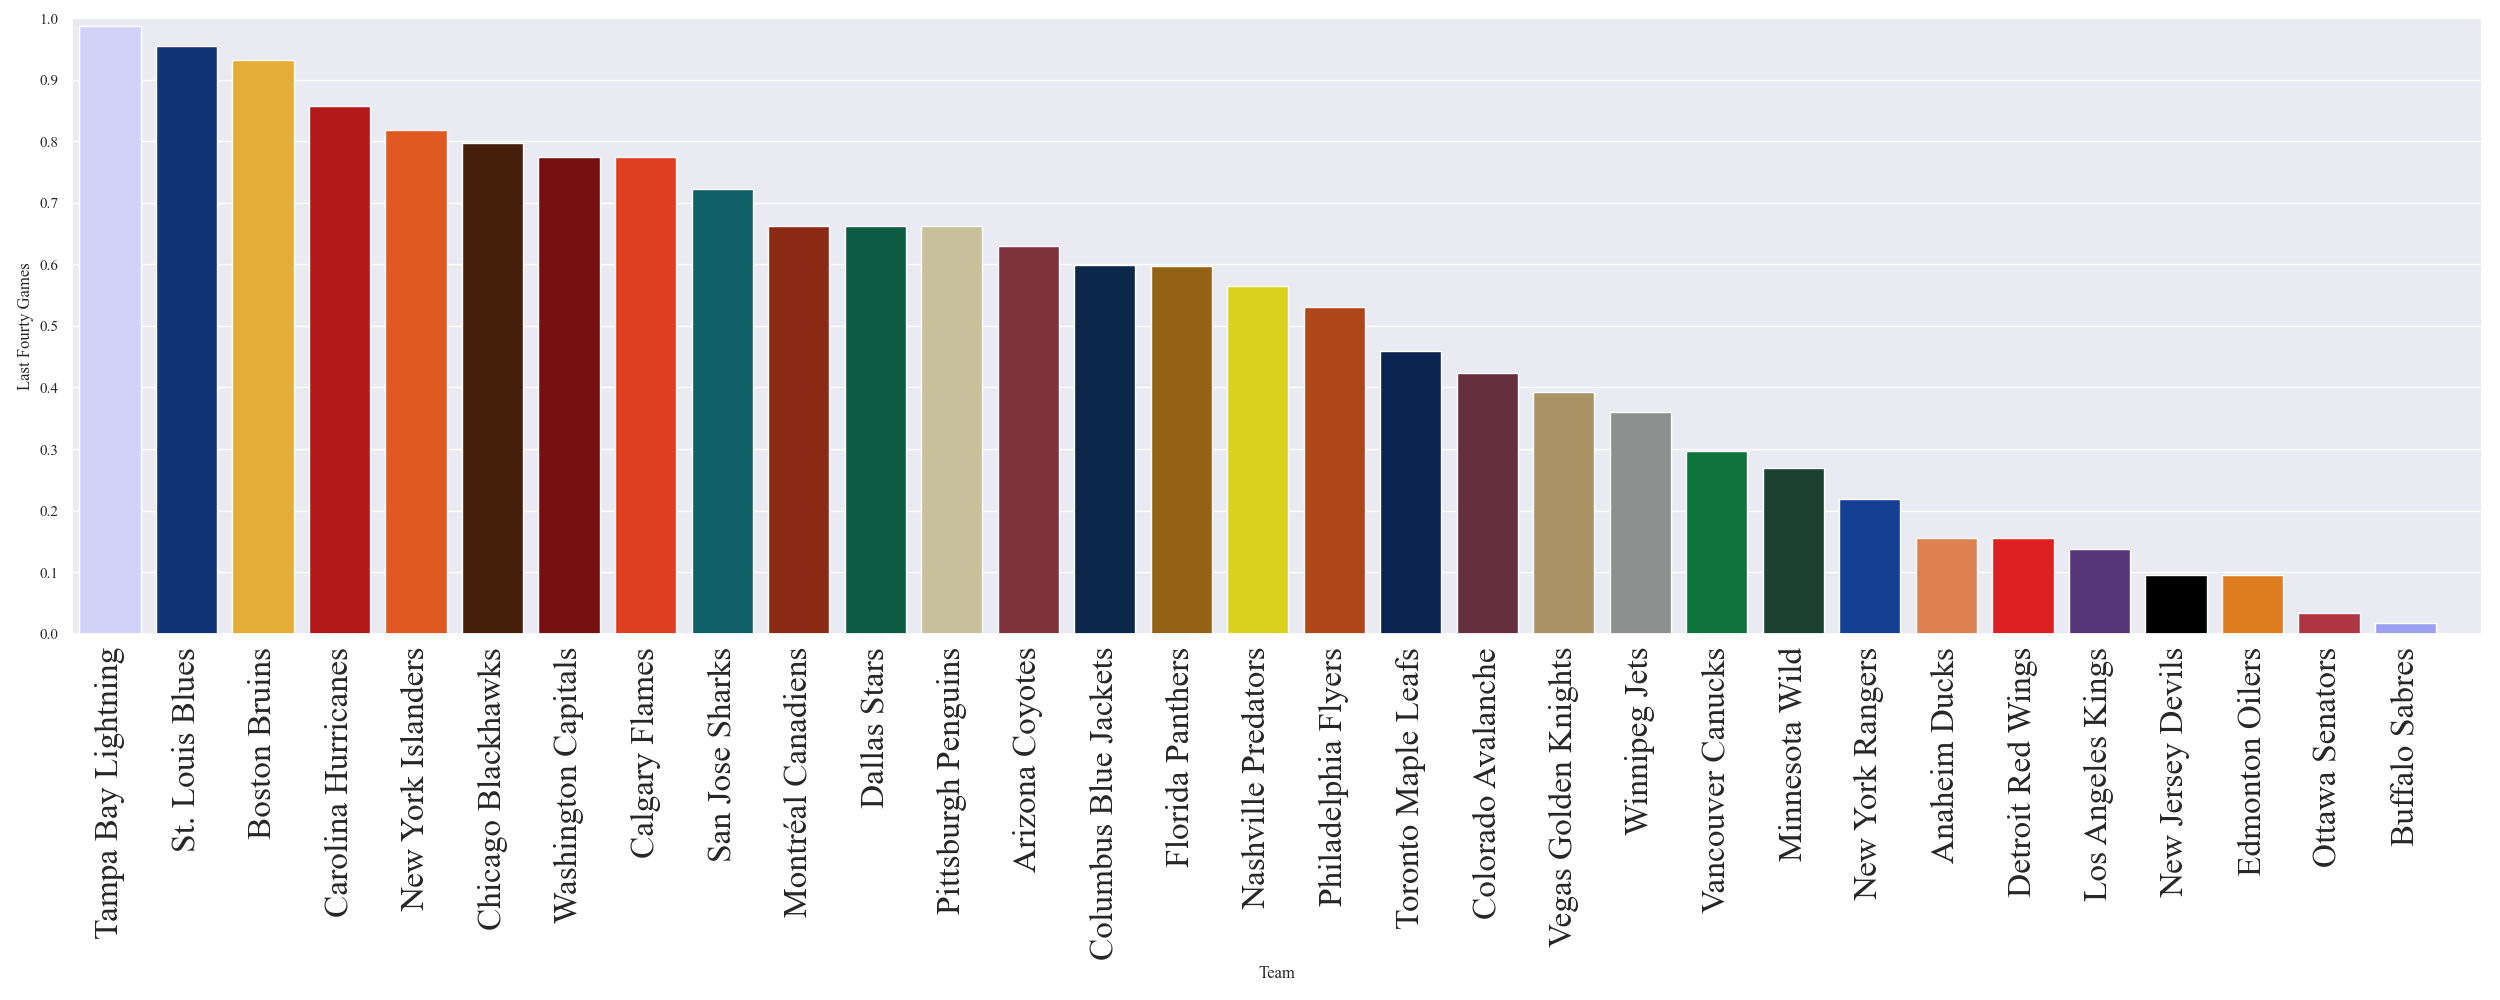 1.0
0.9
0.8
0.7
0.6
0.5
0.4
0.3
0.2
0.1
0.0
Last Fourty Games
Tampa Bay Lightning
St. Louis Blues
Boston Bruins
Carolina Hurricanes
New York Islanders
Chicago Blackhawks
Washington Capitals
Calgary Flames
San Jose Sharks
Montréal Canadiens
Dallas Stars
Pittsburgh Penguins
Arizona Coyotes
Columbus Blue Jackets
Florida Panthers
Nashville Predators
Philadelphia Flyers
Toronto Maple Leafs
Colorado Avalanche
Vegas Golden Knights
Winnipeg Jets
Vancouver Canucks
Minnesota Wild
New York Rangers
Anaheim Ducks
Detroit Red Wings
Los Angeles Kings
New Jersey Devils
Edmonton Oilers
Ottawa Senators
Buffalo Sabres
Team